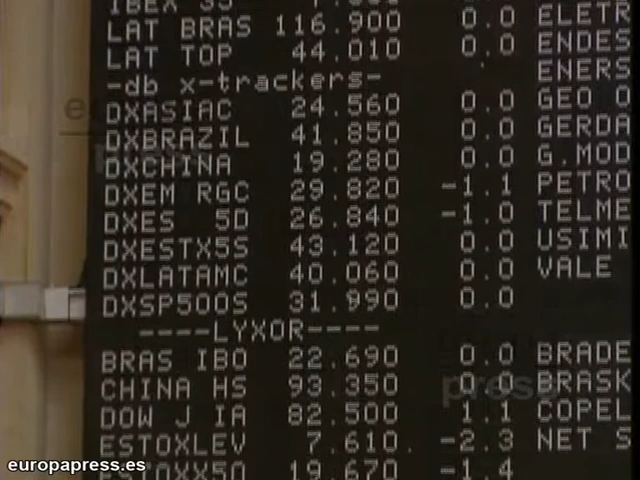 IBEX 35
LAT BRAS 116.900 0.0 ELETR
LAT TOP 44.010 0.0 ENDES
-db x-trackers- ENERS
DXASIAC 24.560 0.0 GEO O
DXBRAZIL 41.850 0.0 GERDA
DXCHINA 19.280 0.0 G.MOD
DXEM RGC 29.820 -1.1 PETRO
DXES 5D 26.840 -1.0 TELME
DXESTX5S 43.120 0.0 USIMI
DXLATAMC 40.060 0.0 VALE
DXSP500S 31.990 0.0
----LYXOR----
BRAS IBO 22.690 0.0 BRADE
CHINA HS 93.350 0.0 BRASK
press
DOW J IA 82.500 1.1 COPEL
ESTOXLEV 7.610 -2.3 NET S
ESTOXX50 19.670 -1.4
europapress.es